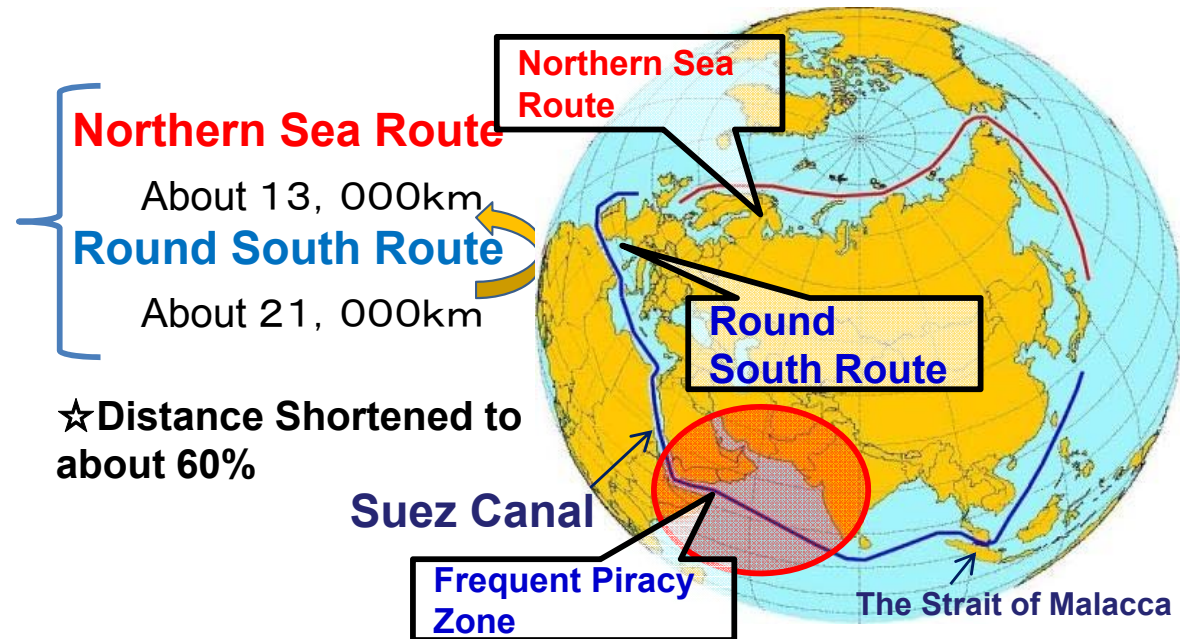 Northern Sea Route
About 13, 000km
Round South Route
About 21, 000km
☆Distance Shortened to
about 60%
Northern Sea
Route
Round
South Route
Suez Canal
Frequent Piracy
Zone
The Strait of Malacca